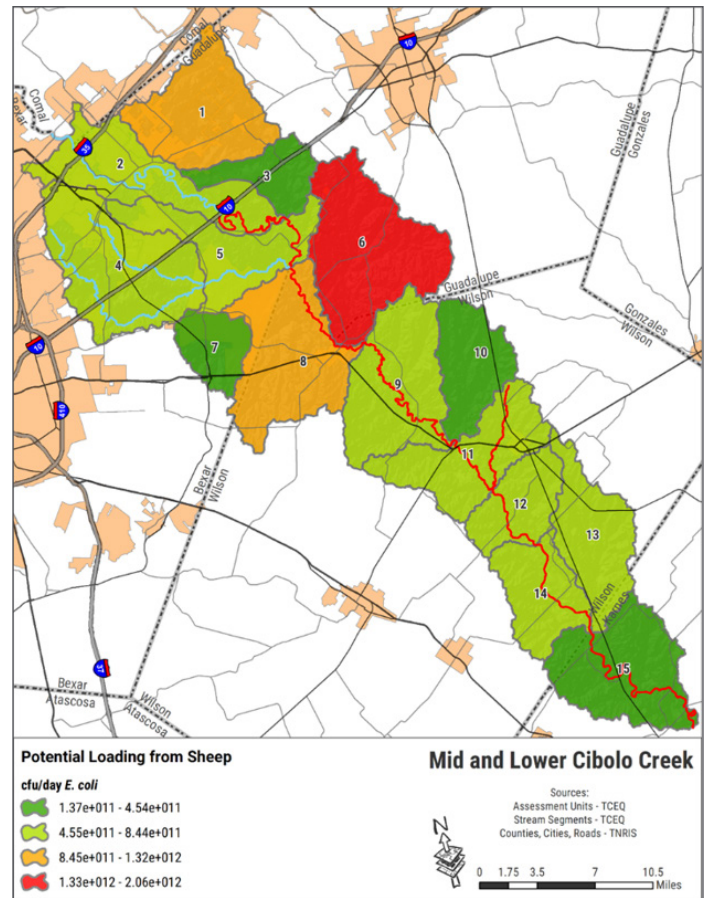 Comal
Guadalupe
10
Comal
Bexar
35
1
2
3
Guadalupe
Gonzales
10
6
5
4
Guadalupe
Wilson
Gonzales
Wilson
7
8
10
10
9
410
11
Bexar
Wilson
12
13
14
Wilson
Karnes
37
15
Bexar
Atascosa
Wilson
Atascosa
Potential Loading from Sheep
cfu/day E. coli
1.37e+011 - 4.54e+011
4.55e+011 - 8.44e+011
8.45e+011 - 1.32e+012
1.33e+012 - 2.06e+012
Mid and Lower Cibolo Creek
Sources:
Assessment Units - TCEQ
Stream Segments - TCEQ
Counties, Cities, Roads - TNRIS
N
0 1.75 3.5 7 10.5
Miles